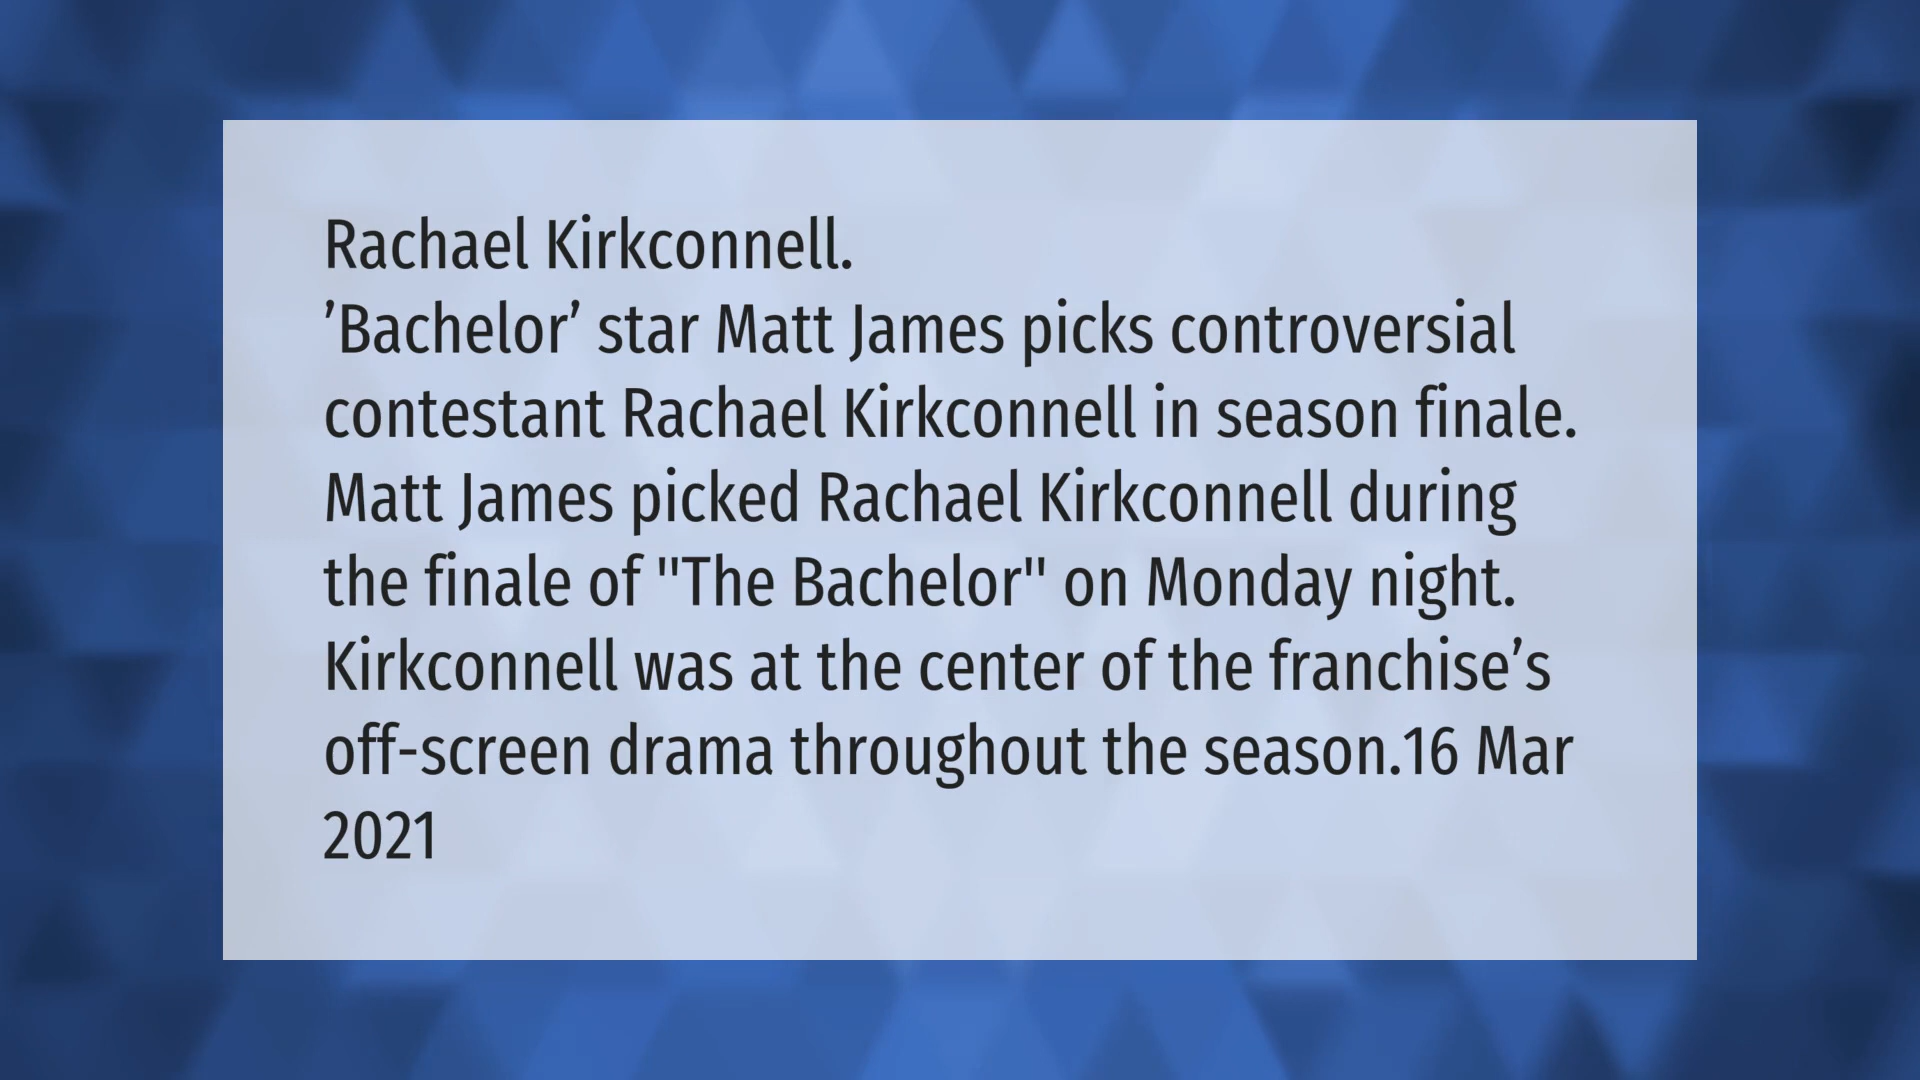 Rachael Kirkconnell.
’Bachelor’ star Matt James picks controversial
contestant Rachael Kirkconnell in season finale.
Matt James picked Rachael Kirkconnell during
the finale of "The Bachelor" on Monday night.
Kirkconnell was at the center of the franchise’s
off-screen drama throughout the season.16 Mar
2021